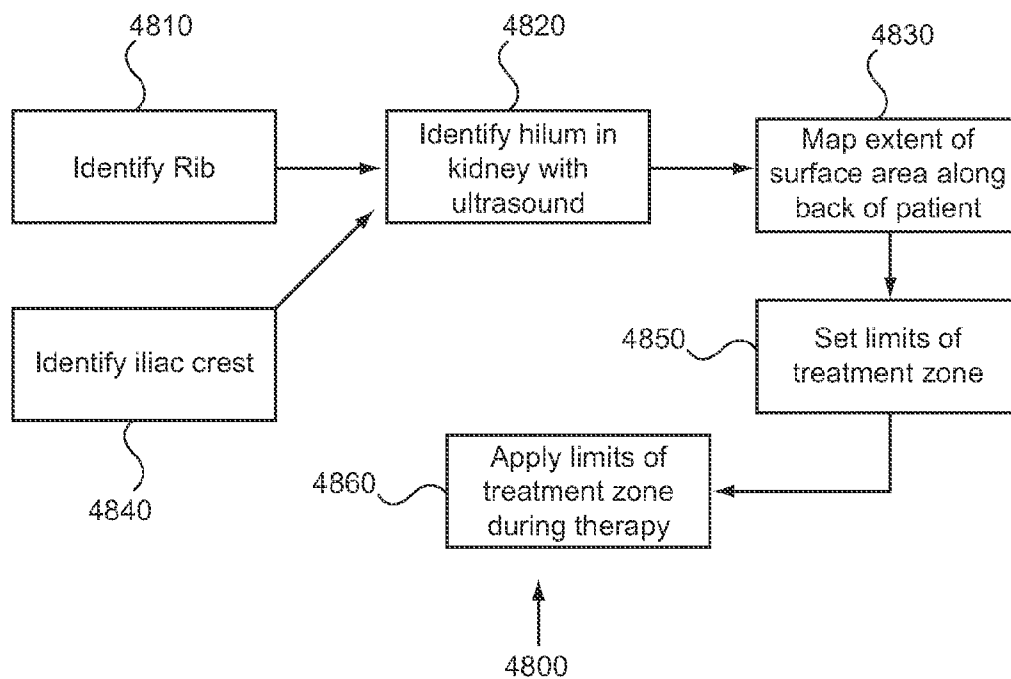 4810
4820
4830
Identify Rib
Identify hilum in
kidney with
ultrasound
Map extent of
surface area along
back of patient
Identify iliac crest
4840
4850
Set limits of
treatment zone
4860
Apply limits of
treatment zone
during therapy
4800